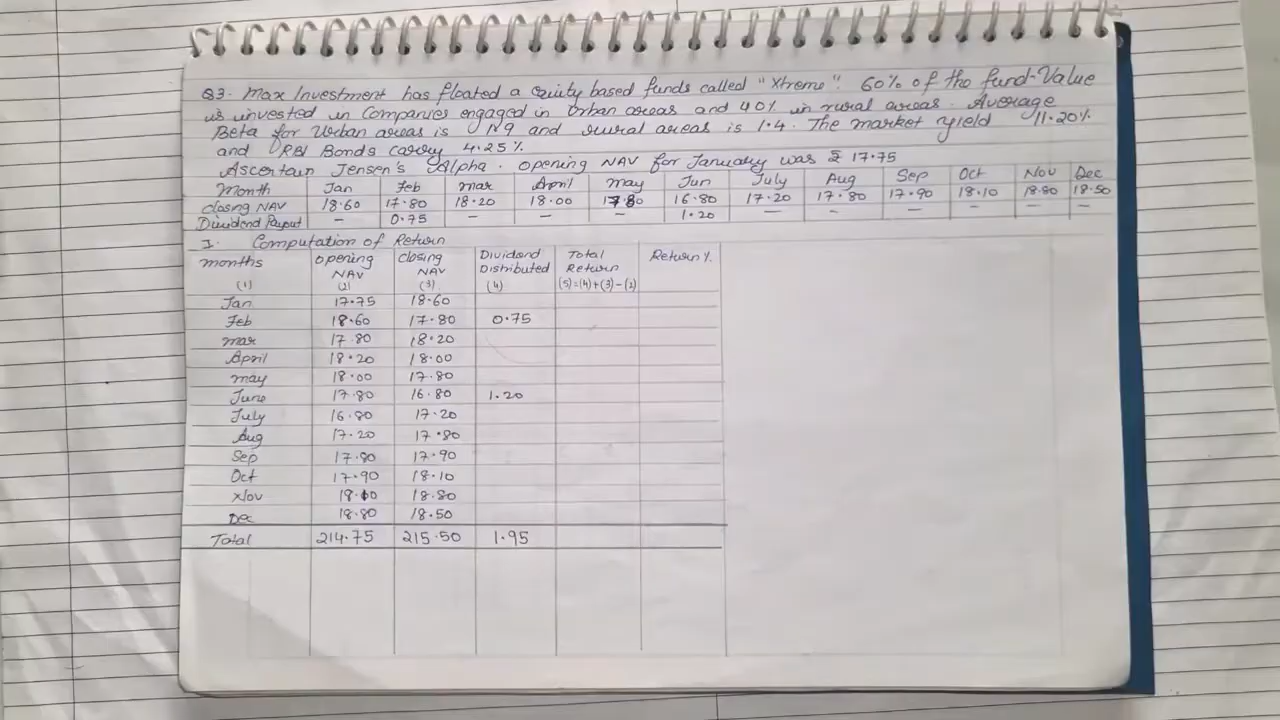 Q3. Max Investment has floated a Equity based funds called "Xtreme". 60% of the fund-Value
is invested in Companies engaged in Urban areas and 40% in rural areas. Average
Beta for Urban areas is 1.9 and rural areas is 1.4. The market yield 11.20%
and RBI Bonds carry 4.25%
Ascertain Jensen's Alpha. opening NAV for January was ₹ 17.75
Month Jan Feb Mar April May Jun July Aug Sep Oct Nov Dec
closing NAV 18.60 17.80 18.20 18.00 17.80 16.80 17.20 17.80 17.90 18.10 18.80 18.50
Dividend Payout - 0.75 - - - 1.20 - - - - - -
I. Computation of Return
months opening NAV closing NAV Dividend Distributed Total Return Return %
(1) (2) (3) (4) (5)=(4)+(3)-(2)
Jan 17.75 18.60
Feb 18.60 17.80 0.75
mar 17.80 18.20
April 18.20 18.00
may 18.00 17.80
June 17.80 16.80 1.20
July 16.80 17.20
Aug 17.20 17.80
Sep 17.80 17.90
Oct 17.90 18.10
Nov 18.10 18.80
Dec 18.80 18.50
Total 214.75 215.50 1.95